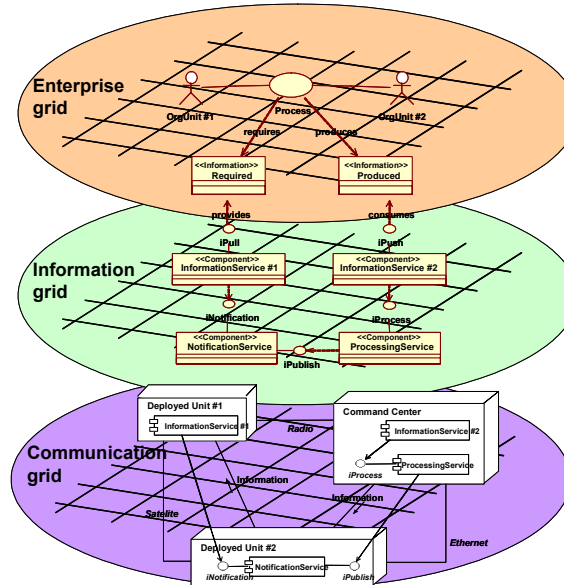 Enterprise
grid
Process
OrgUnit #1
OrgUnit #2
requires
produces
<<Information>>
Required
<<Information>>
Produced
provides
consumes
iPull
iPush
Information
grid
<<Component>>
InformationService #1
<<Component>>
InformationService #2
iNotification
iProcess
<<Component>>
NotificationService
<<Component>>
ProcessingService
iPublish
Deployed Unit #1
InformationService #1
Radio
Command Center
InformationService #2
ProcessingService
iProcess
Communication
grid
Information
Information
Satelite
Ethernet
Deployed Unit #2
NotificationService
iNotification
iPublish